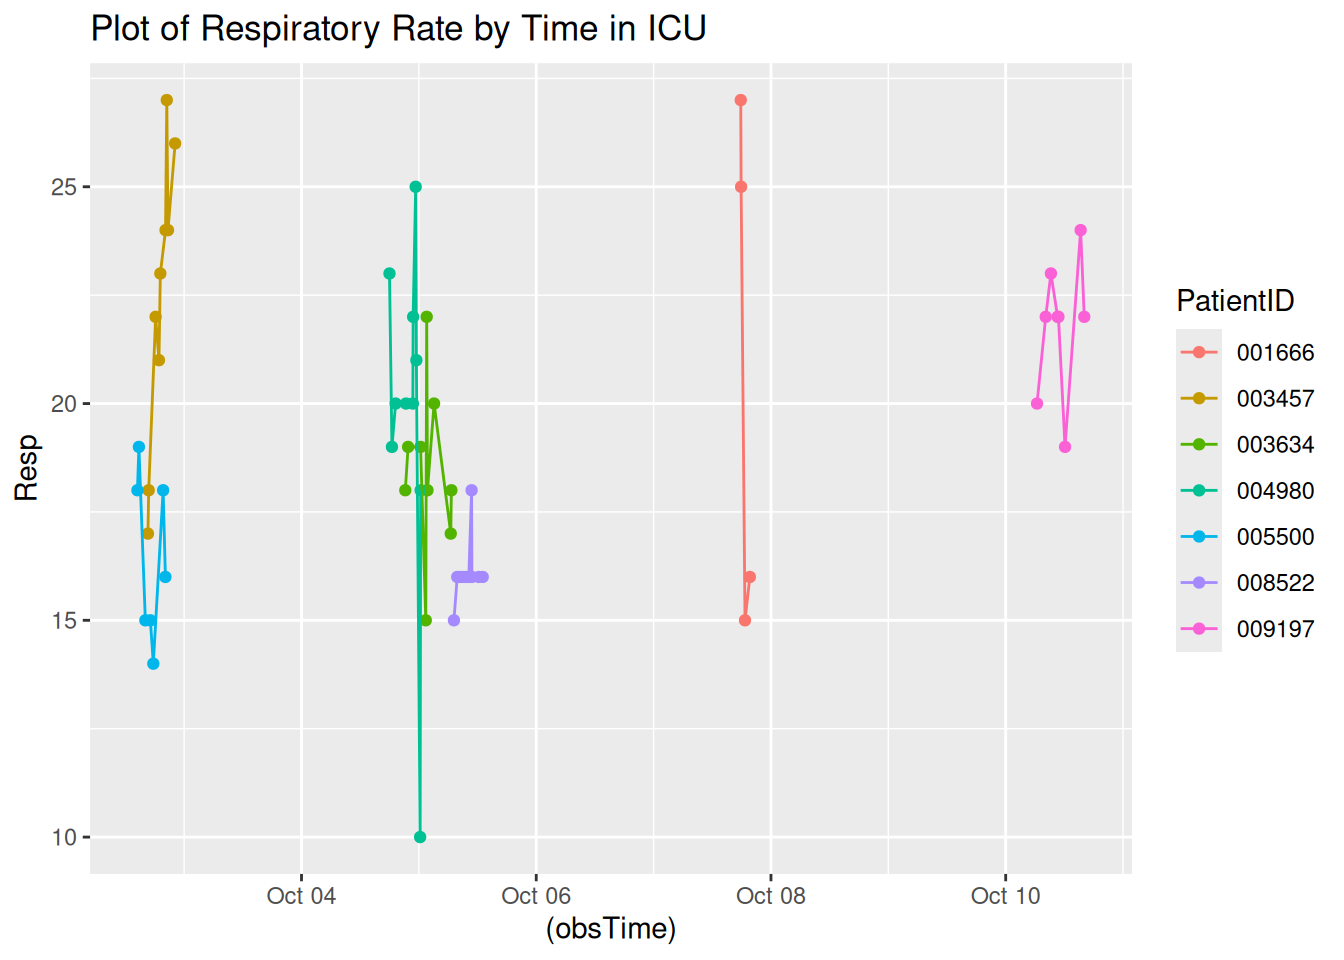 Plot of Respiratory Rate by Time in ICU
Resp
25
20
15
10
Oct 04
Oct 06
Oct 08
Oct 10
(obsTime)
PatientID
001666
003457
003634
004980
005500
008522
009197